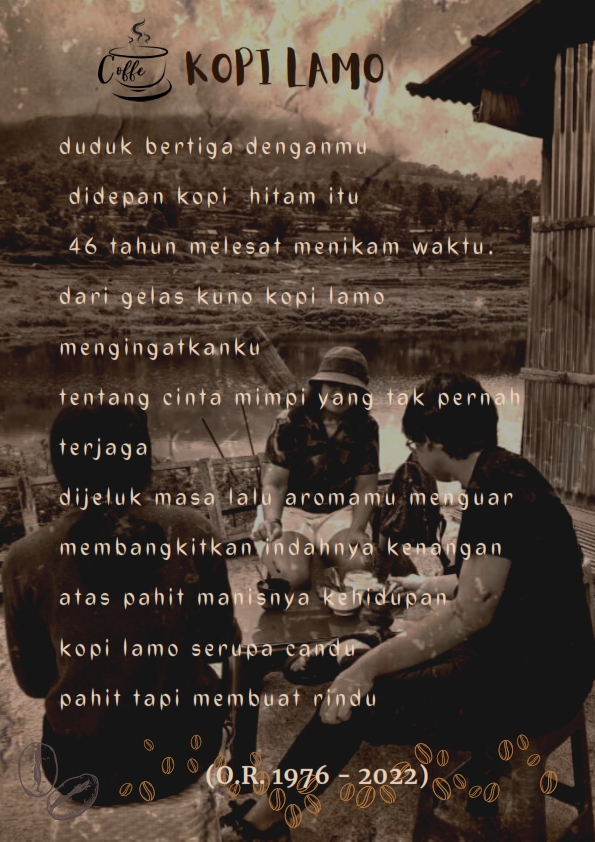 Coffe
KOPI LAMO
duduk bertiga denganmu
didepan kopi hitam itu
46 tahun melesat menikam waktu.
dari gelas kuno kopi lamo
mengingatkanku
tentang cinta mimpi yang tak pernah
terjaga
dijeluk masa lalu aromamu menguar
membangkitkan indahnya kenangan
atas pahit manisnya kehidupan
kopi lamo serupa candu
pahit tapi membuat rindu
(O.R. 1976 - 2022)